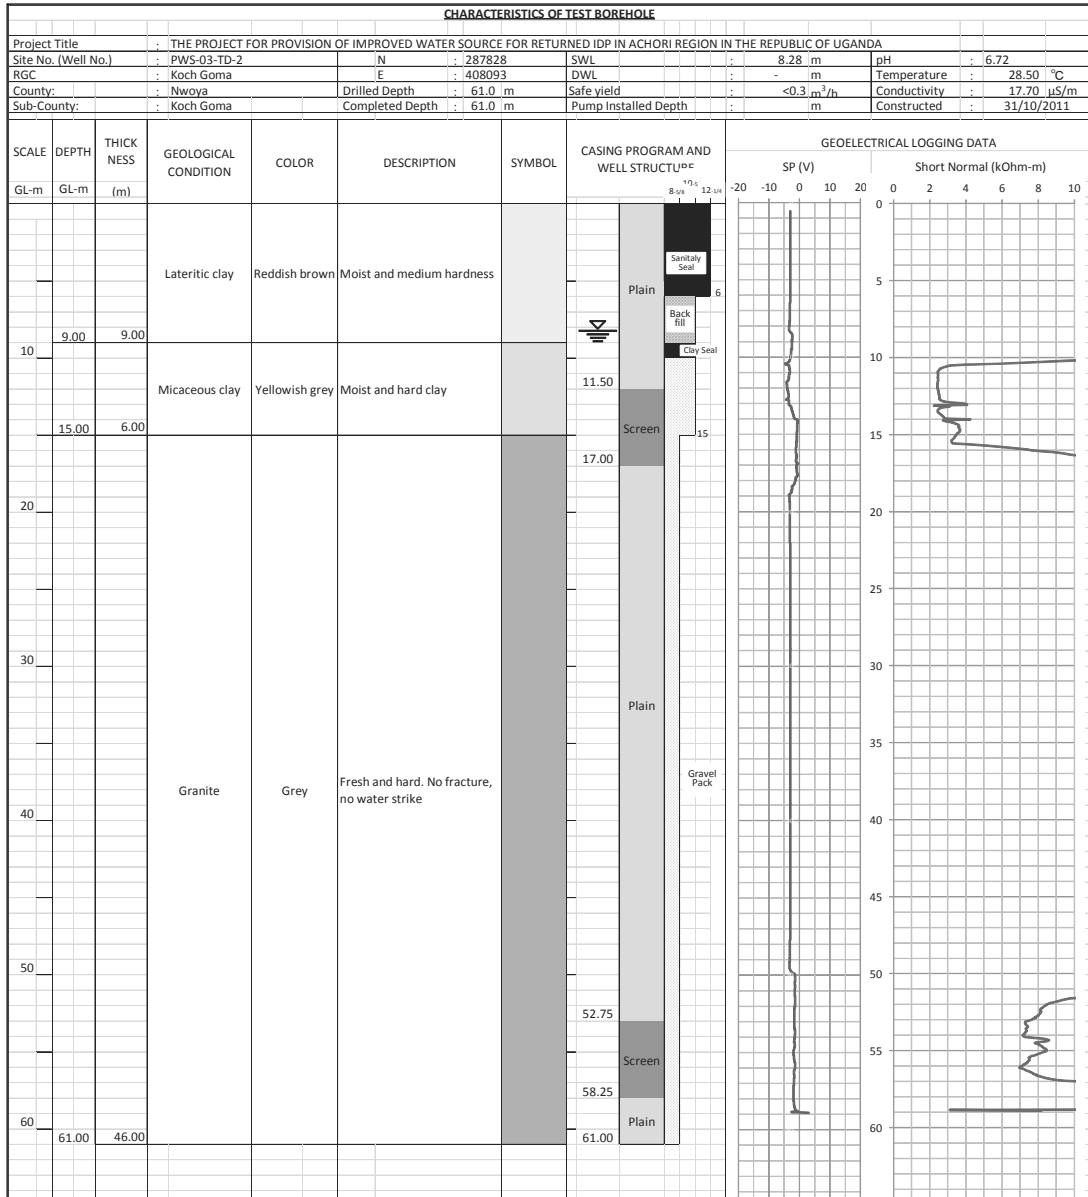 CHARACTERISTICS OF TEST BOREHOLE
Project Title : THE PROJECT FOR PROVISION OF IMPROVED WATER SOURCE FOR RETURNED IDP IN ACHORI REGION IN THE REPUBLIC OF UGANDA
Site No. (Well No.) : PWS-03-TD-2 N : 287828 SWL : 8.28 m pH : 6.72
RGC : Koch Goma E : 408093 DWL : - m Temperature : 28.50 ℃
County: : Nwoya Drilled Depth : 61.0 m Safe yield : <0.3 m³/h Conductivity : 17.70 μS/m
Sub-County: : Koch Goma Completed Depth : 61.0 m Pump Installed Depth : m Constructed : 31/10/2011
SCALE DEPTH THICK NESS GEOLOGICAL CONDITION COLOR DESCRIPTION SYMBOL CASING PROGRAM AND WELL STRUCTURE GEOELECTRICAL LOGGING DATA
SP (V) Short Normal (kOhm-m)
GL-m GL-m (m) 8-5/8 10-5 12-1/4 -20 -10 0 10 20 0 2 4 6 8 10
0
Sanitaly
Seal
Lateritic clay Reddish brown Moist and medium hardness
5
Plain 6
Back
fill
9.00 9.00
10 Clay Seal 10
11.50
Micaceous clay Yellowish grey Moist and hard clay
15.00 6.00 Screen 15 15
17.00
20 20
25
30 30
Plain
35
Gravel
Pack
Granite Grey Fresh and hard. No fracture,
no water strike
40 40
45
50 50
52.75
Screen 55
58.25
60 Plain 60
61.00 46.00 61.00